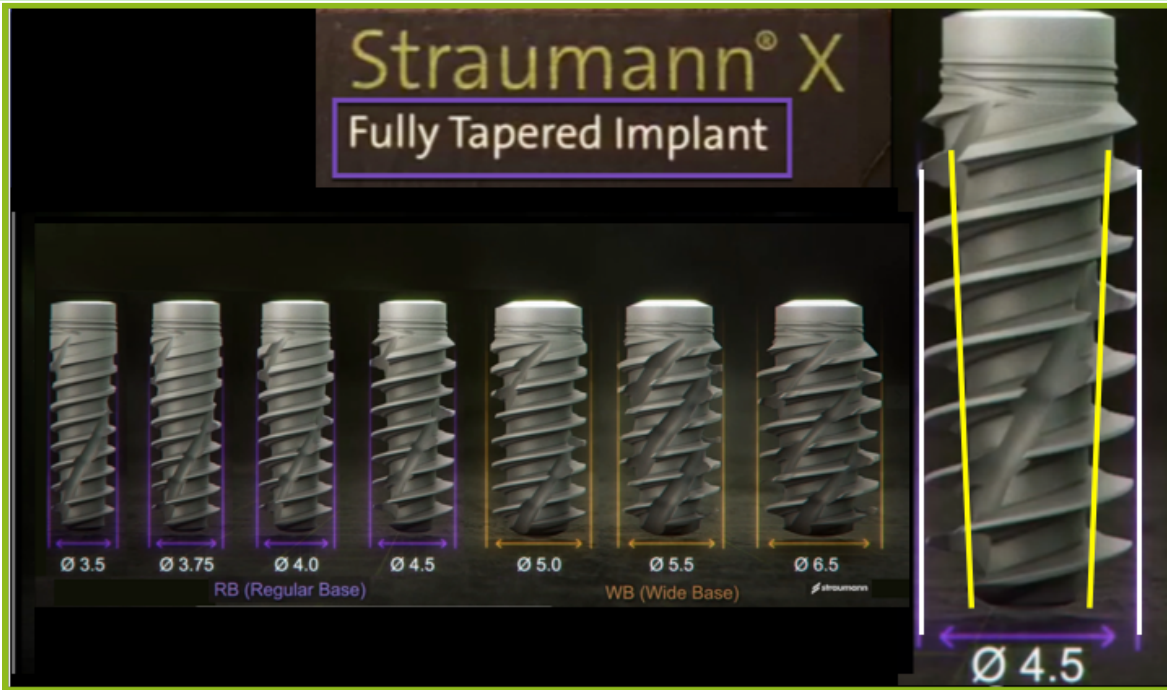 Straumann® X
Fully Tapered Implant
Ø 3.5 Ø 3.75 Ø 4.0 Ø 4.5 Ø 5.0 Ø 5.5 Ø 6.5
RB (Regular Base) WB (Wide Base) straumann
Ø 4.5